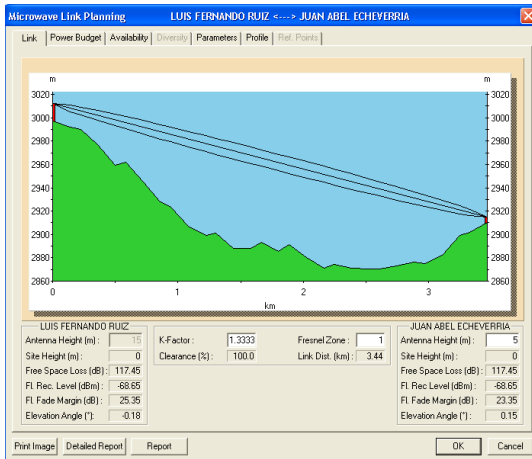 Microwave Link Planning LUIS FERNANDO RUIZ <---> JUAN ABEL ECHEVERRIA
Link Power Budget Availability Diversity Parameters Profile Ref. Points
m m
3020 3020
3000 3000
2980 2980
2960 2960
2940 2940
2920 2920
2900 2900
2880 2880
2860 2860
0 1 2 3
km
LUIS FERNANDO RUIZ
Antenna Height (m) : 15
Site Height (m) : 0
Free Space Loss (dB) : 117.45
Fl. Rec. Level (dBm) : -68.65
Fl. Fade Margin (dB) : 25.35
Elevation Angle (°): -0.18
K-Factor : 1.3333 Fresnel Zone : 1
Clearance (%) : 100.0 Link Dist. (km) : 3.44
JUAN ABEL ECHEVERRIA
Antenna Height (m) : 5
Site Height (m) : 0
Free Space Loss (dB) : 117.45
Fl. Rec. Level (dBm) : -68.65
Fl. Fade Margin (dB) : 23.35
Elevation Angle (°) : 0.15
Print Image Detailed Report Report OK Cancel